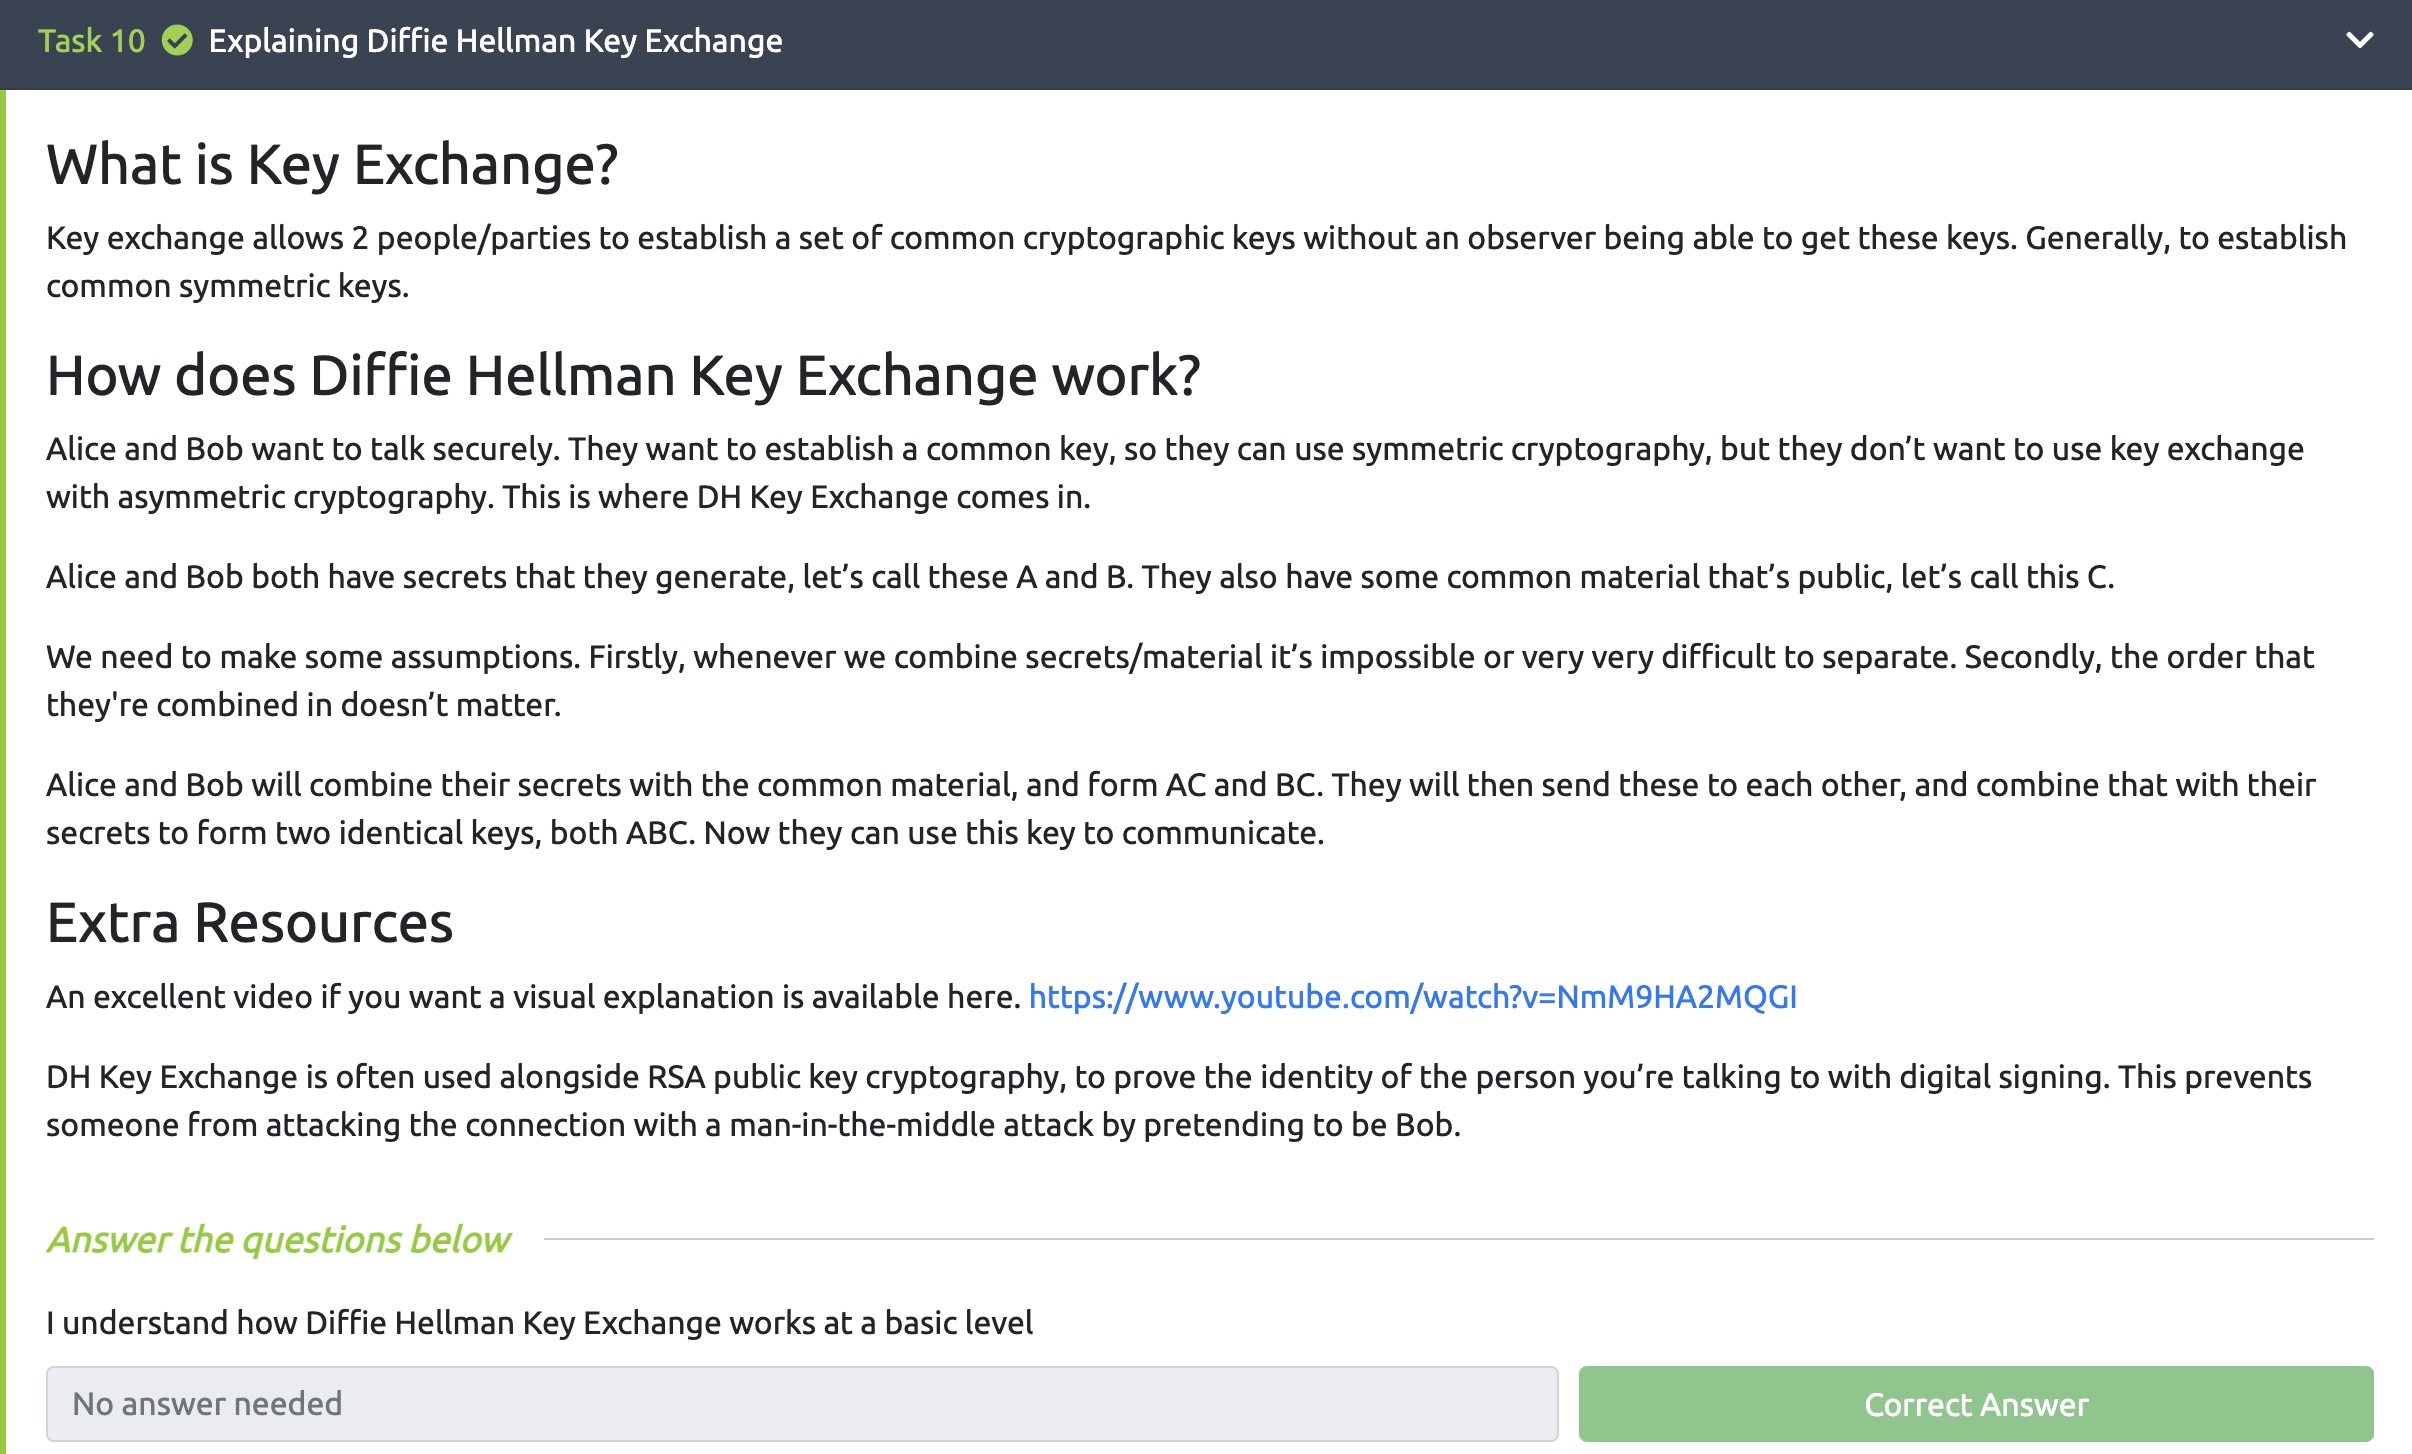 Task 10 Explaining Diffie Hellman Key Exchange
What is Key Exchange?
Key exchange allows 2 people/parties to establish a set of common cryptographic keys without an observer being able to get these keys. Generally, to establish
common symmetric keys.
How does Diffie Hellman Key Exchange work?
Alice and Bob want to talk securely. They want to establish a common key, so they can use symmetric cryptography, but they don’t want to use key exchange
with asymmetric cryptography. This is where DH Key Exchange comes in.
Alice and Bob both have secrets that they generate, let’s call these A and B. They also have some common material that’s public, let’s call this C.
We need to make some assumptions. Firstly, whenever we combine secrets/material it’s impossible or very very difficult to separate. Secondly, the order that
they're combined in doesn’t matter.
Alice and Bob will combine their secrets with the common material, and form AC and BC. They will then send these to each other, and combine that with their
secrets to form two identical keys, both ABC. Now they can use this key to communicate.
Extra Resources
An excellent video if you want a visual explanation is available here. https://www.youtube.com/watch?v=NmM9HA2MQGI
DH Key Exchange is often used alongside RSA public key cryptography, to prove the identity of the person you’re talking to with digital signing. This prevents
someone from attacking the connection with a man-in-the-middle attack by pretending to be Bob.
Answer the questions below
I understand how Diffie Hellman Key Exchange works at a basic level
No answer needed
Correct Answer